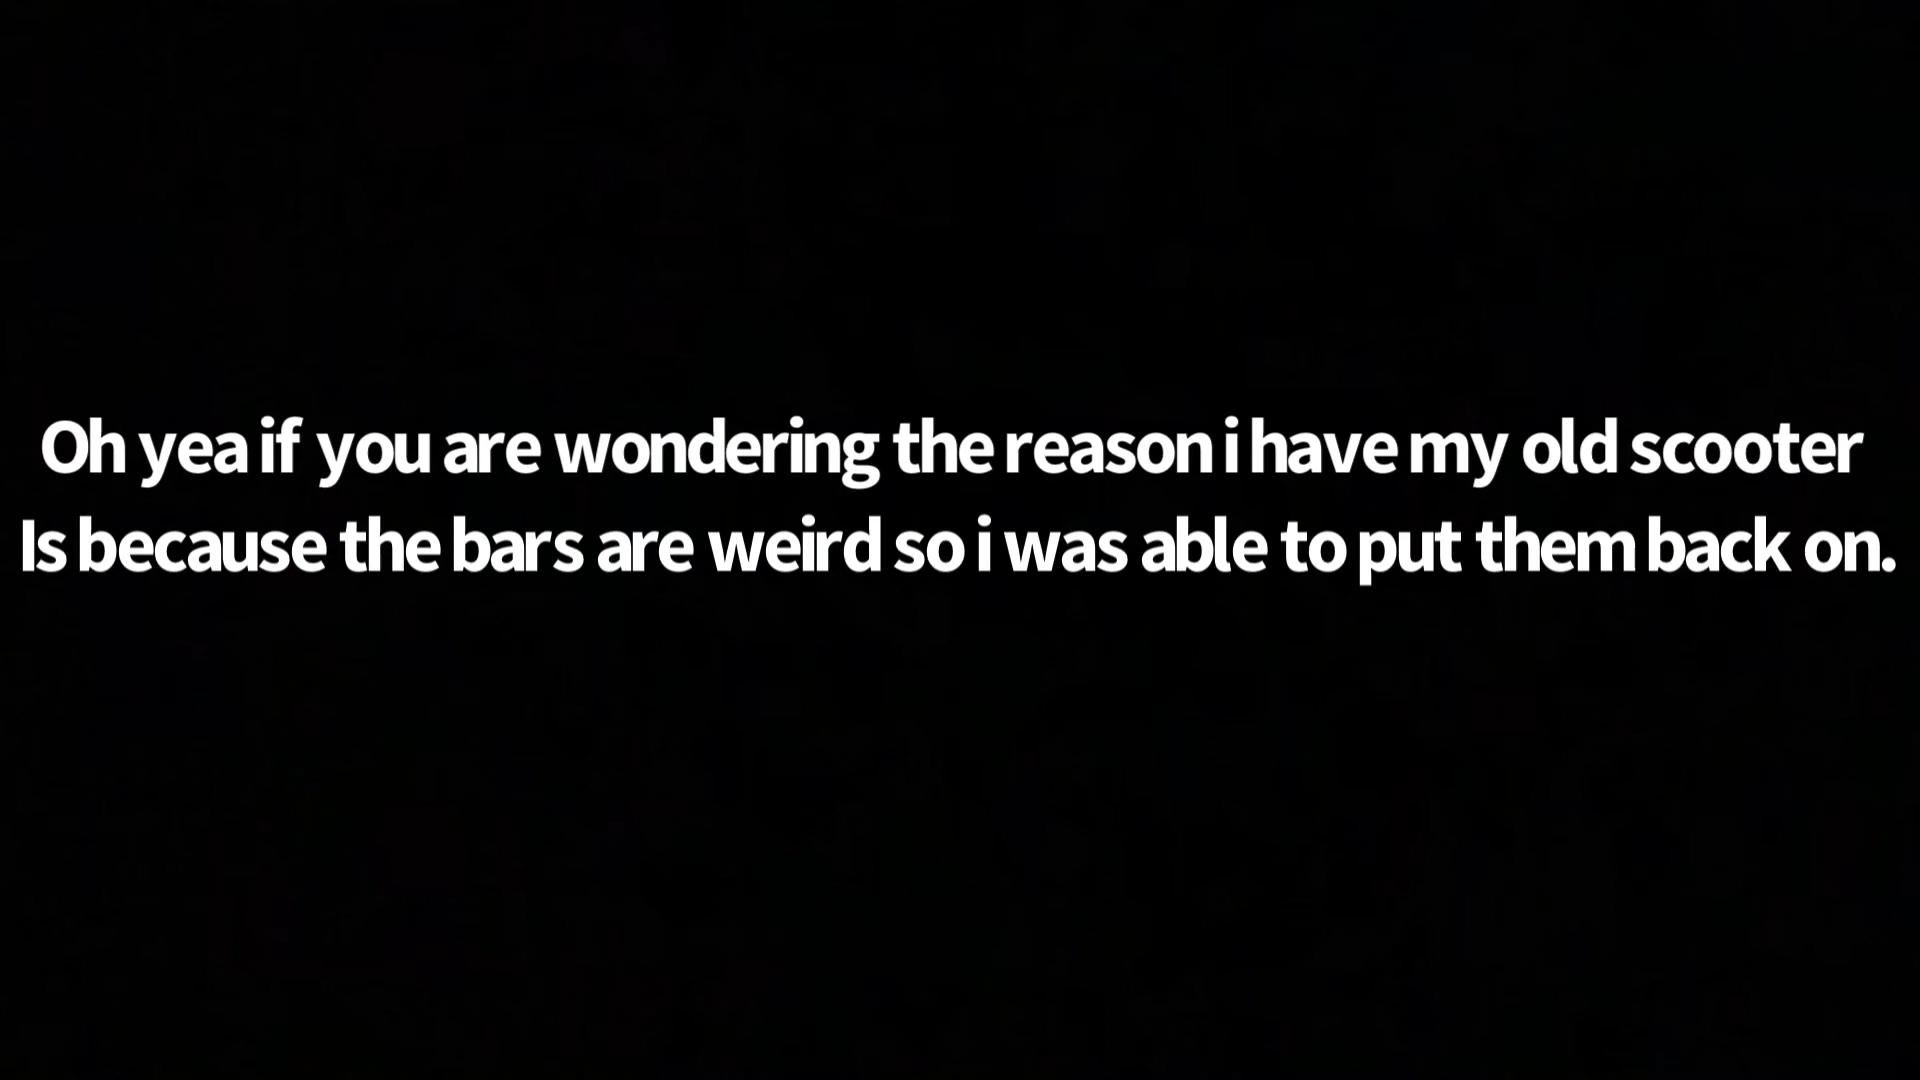 Oh yea if you are wondering the reason i have my old scooter
Is because the bars are weird so i was able to put them back on.